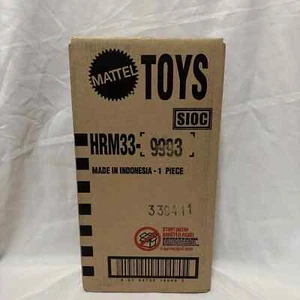 MATTEL
TOYS
SIOC
HRM33-9993
MADE IN INDONESIA - 1 PIECE
330411